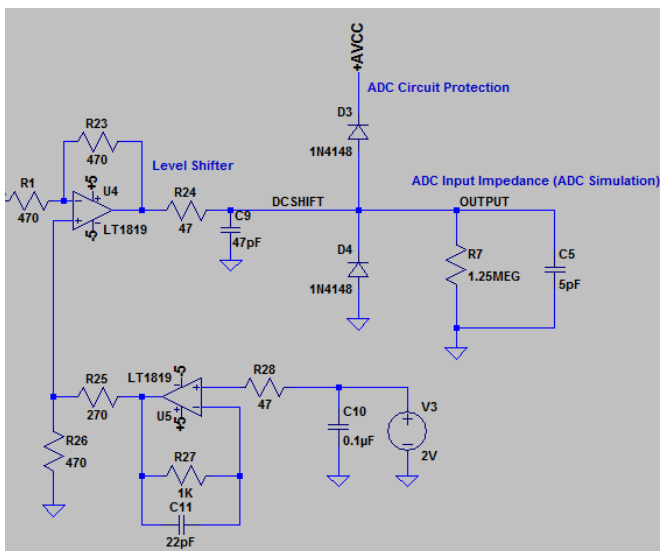 +AVCC
ADC Circuit Protection
D3
1N4148
R23
470
Level Shifter
R1
470
+5
U4
-
+
+
-
-5
LT1819
R24
47
C9
47pF
DCSHIFT
OUTPUT
ADC Input Impedance (ADC Simulation)
D4
1N4148
R7
1.25MEG
C5
5pF
LT1819
-5
U5
+5
-
+
+
-
R28
47
R25
270
R26
470
C10
0.1µF
V3
+
-
2V
R27
1K
C11
22pF